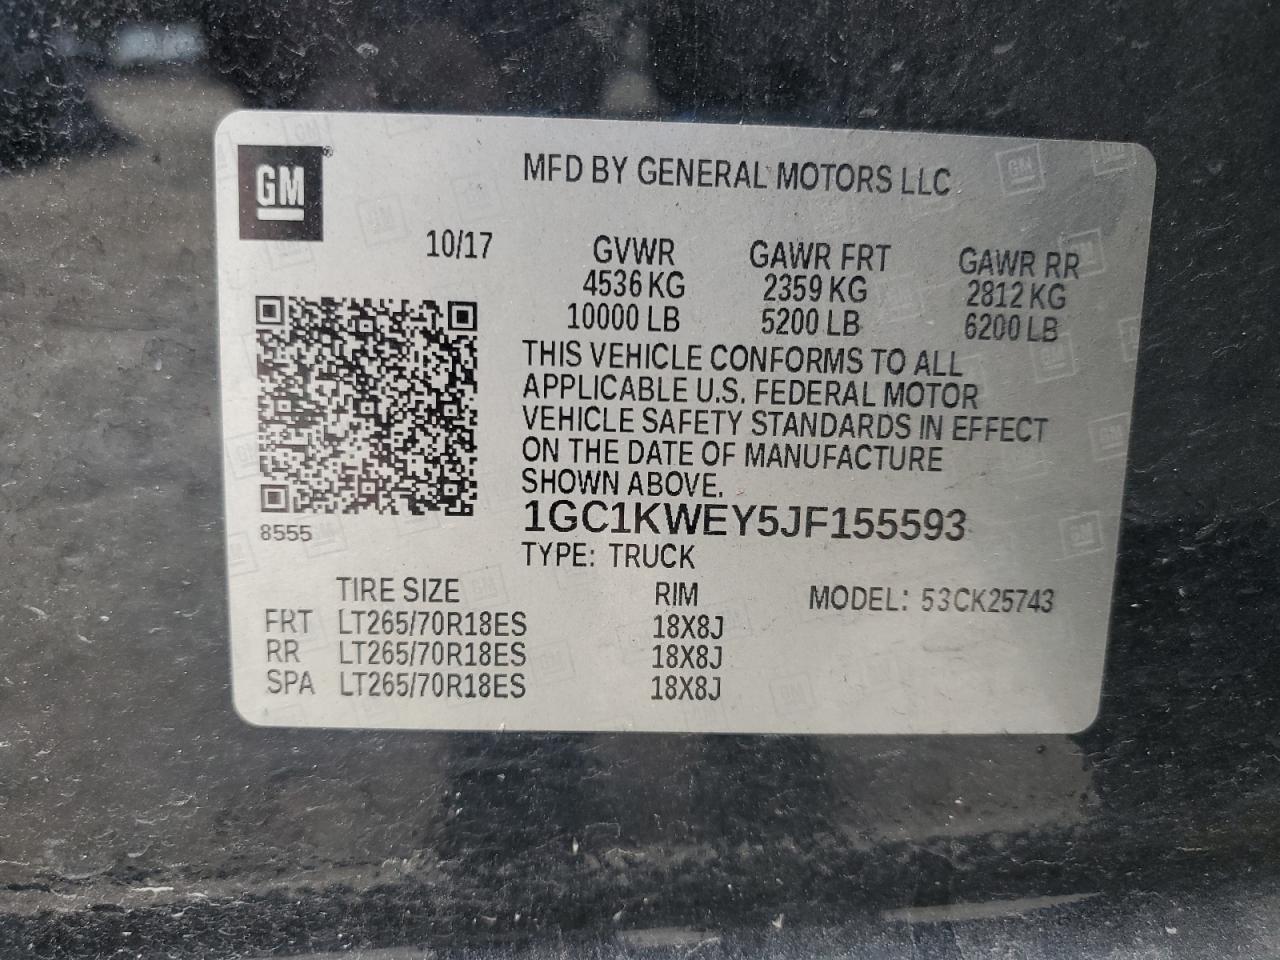 GM
MFD BY GENERAL MOTORS LLC
10/17 GVWR GAWR FRT GAWR RR
4536 KG 2359 KG 2812 KG
10000 LB 5200 LB 6200 LB
THIS VEHICLE CONFORMS TO ALL
APPLICABLE U.S. FEDERAL MOTOR
VEHICLE SAFETY STANDARDS IN EFFECT
ON THE DATE OF MANUFACTURE
SHOWN ABOVE.
8555
1GC1KWEY5JF155593
TYPE: TRUCK
TIRE SIZE RIM MODEL: 53CK25743
FRT LT265/70R18ES 18X8J
RR LT265/70R18ES 18X8J
SPA LT265/70R18ES 18X8J